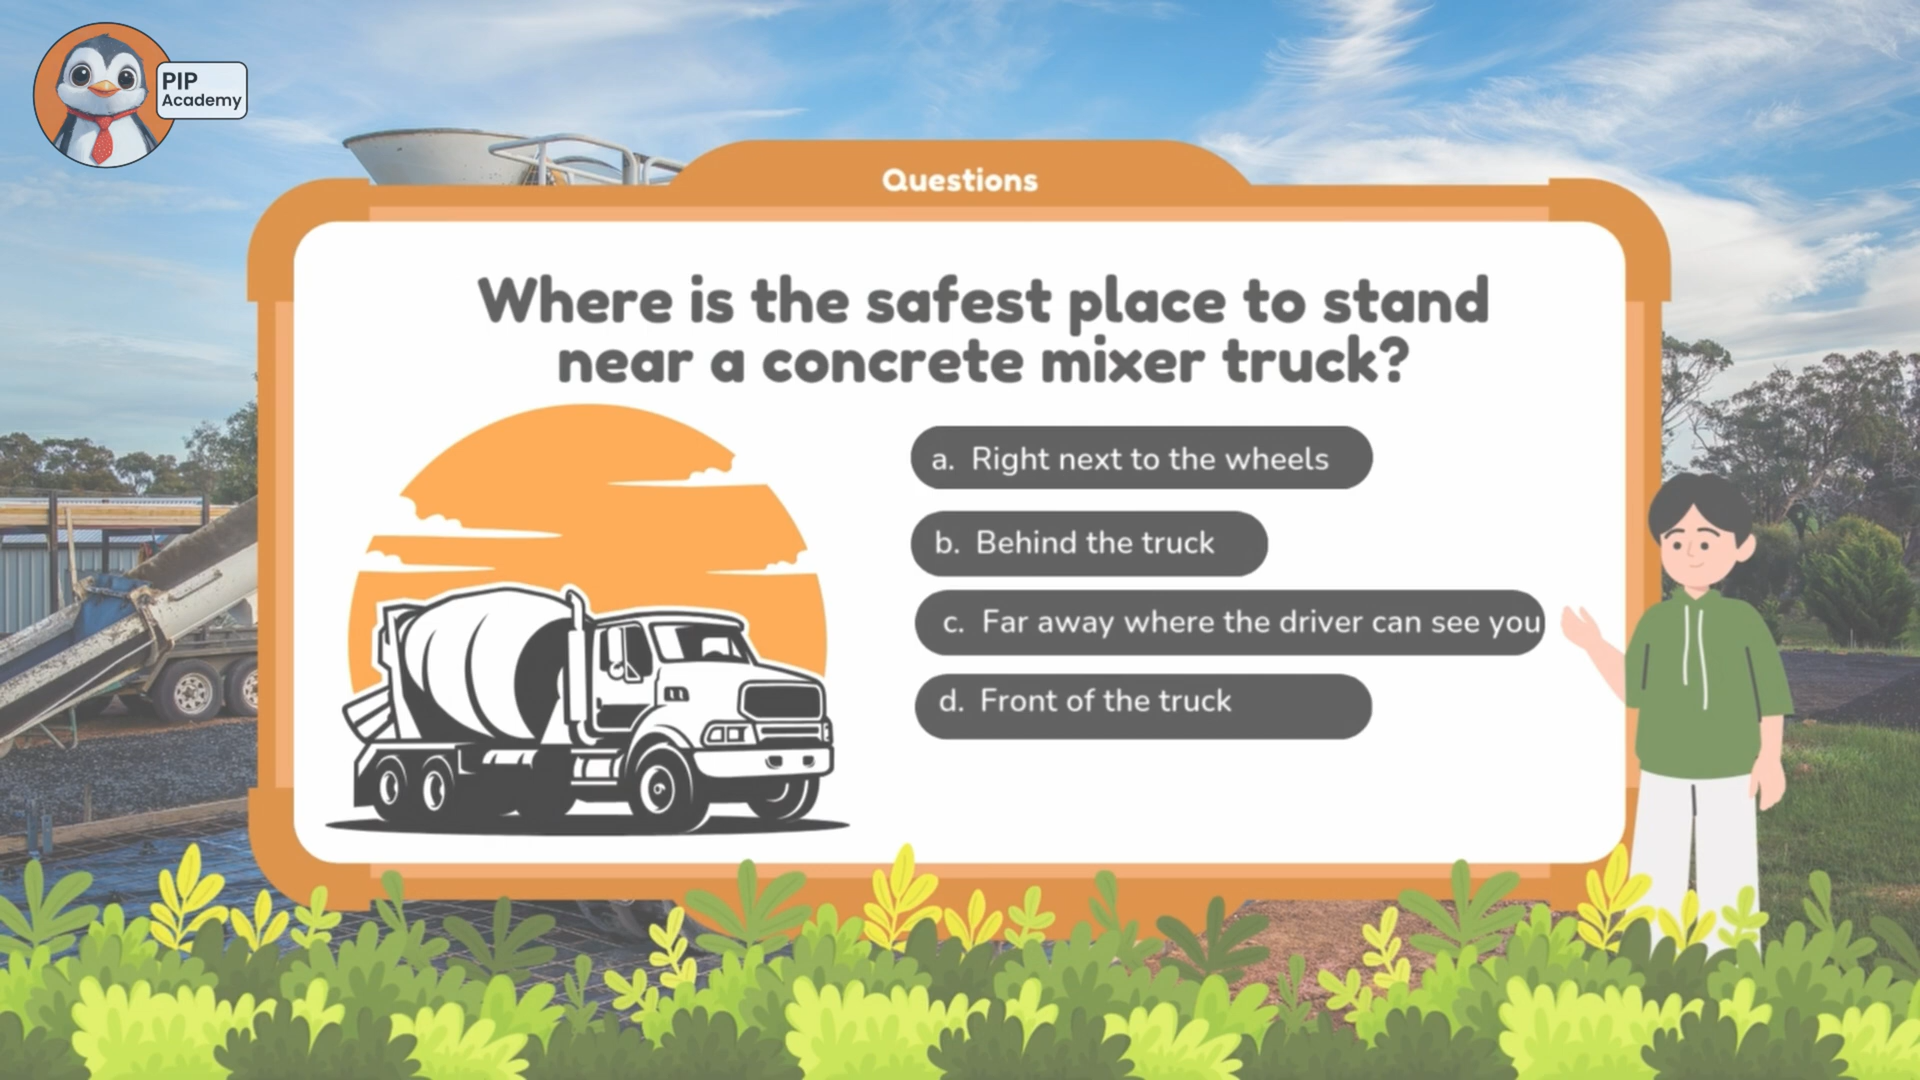 PIP
Academy
Questions
Where is the safest place to stand
near a concrete mixer truck?
a. Right next to the wheels
b. Behind the truck
c. Far away where the driver can see you
d. Front of the truck